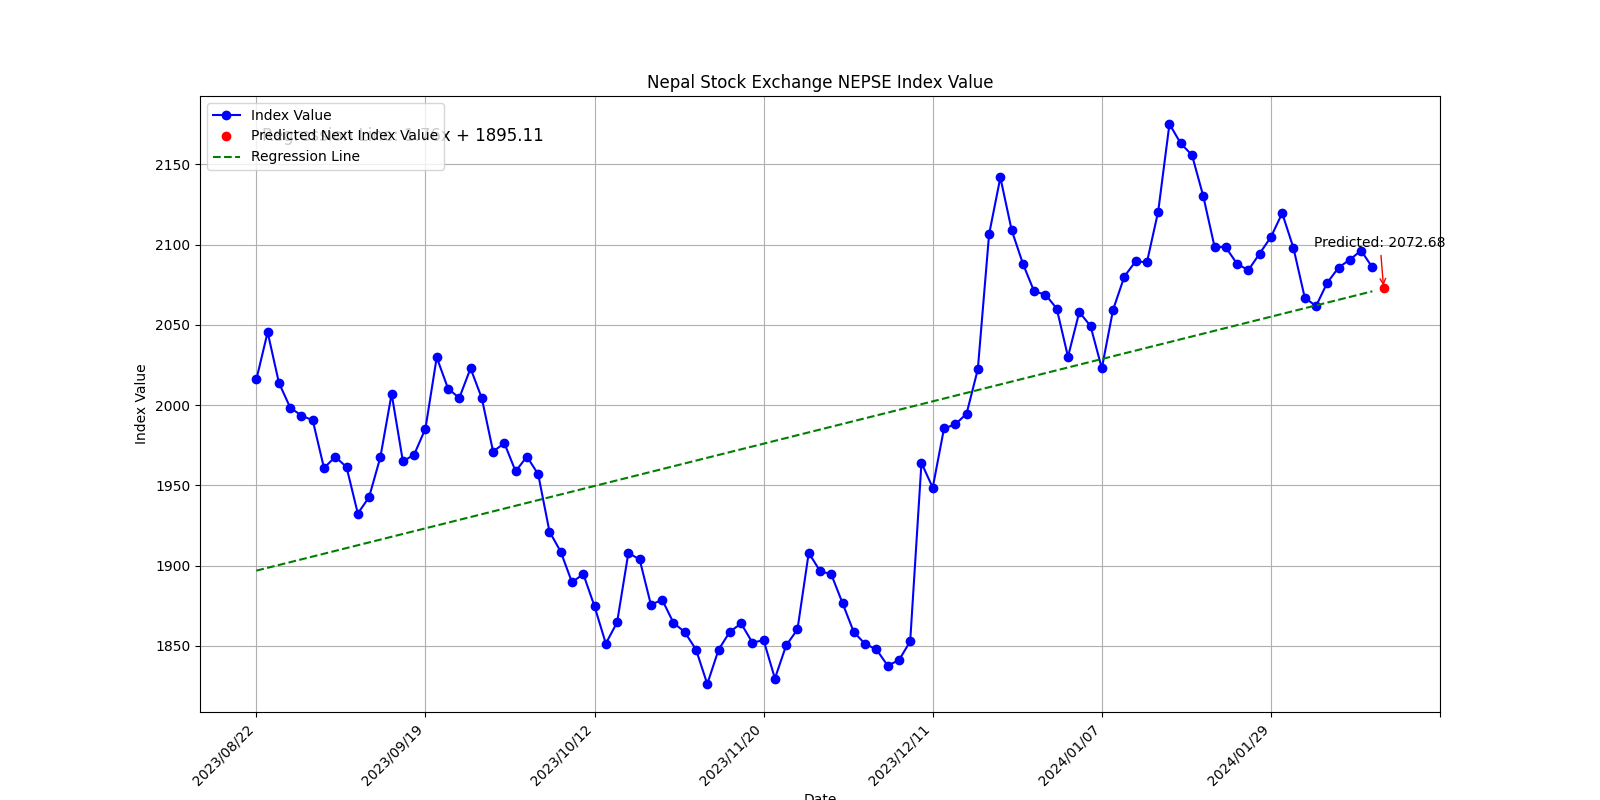 Nepal Stock Exchange NEPSE Index Value
Index Value
Predicted Next Index Value
x + 1895.11
Regression Line
2150
2100
2050
2000
1950
1900
1850
Index Value
Predicted: 2072.68
2023/08/22
2023/09/19
2023/10/12
2023/11/20
2023/12/11
2024/01/07
2024/01/29
Date